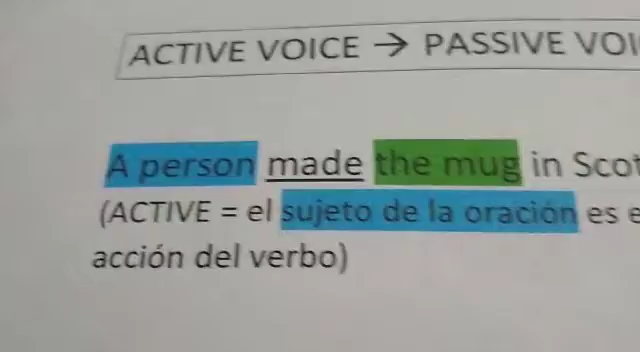 ACTIVE VOICE → PASSIVE VOI
A person made the mug in Scot
(ACTIVE = el sujeto de la oración es e
acción del verbo)